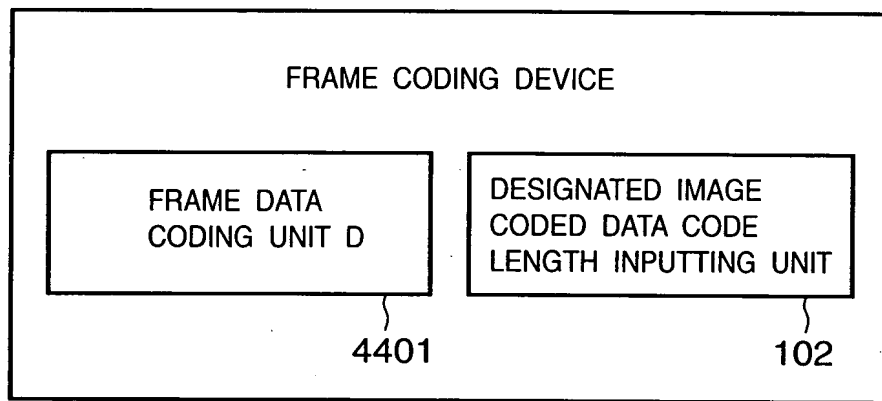 FRAME CODING DEVICE
FRAME DATA
CODING UNIT D
4401
DESIGNATED IMAGE
CODED DATA CODE
LENGTH INPUTTING UNIT
102